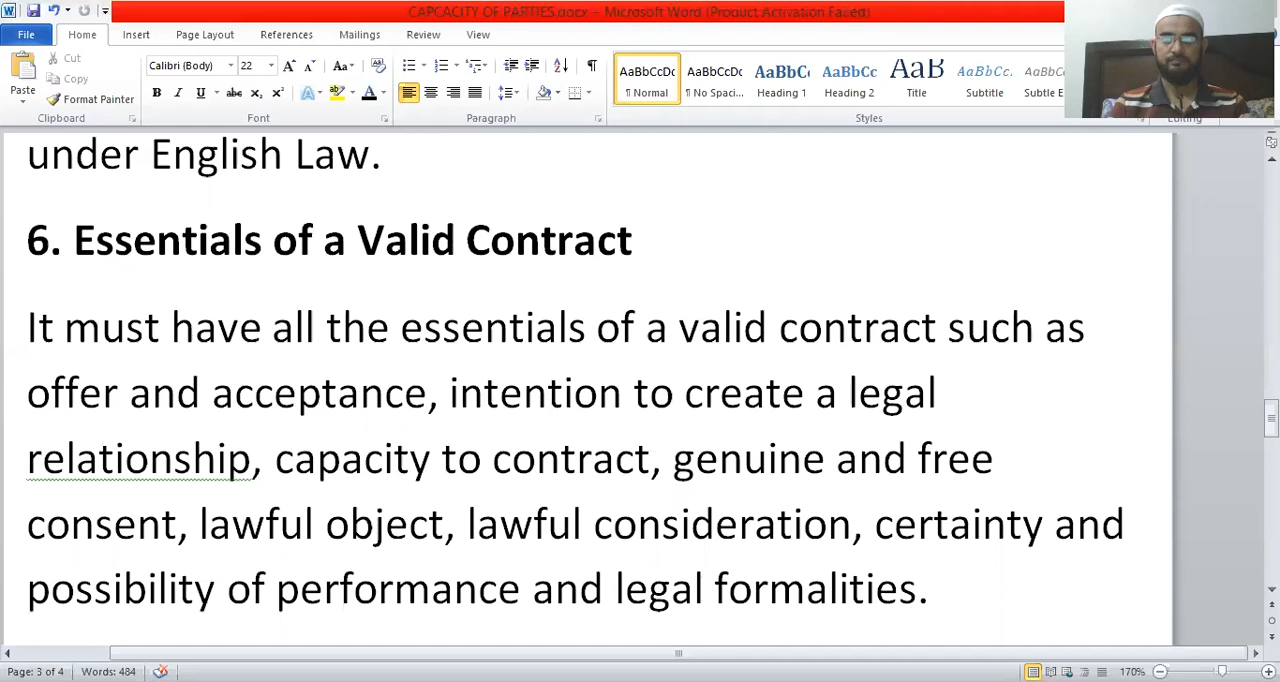 CAPCACITY OF PARTIES.docx - Microsoft Word (Product Activation Failed)
File Home Insert Page Layout References Mailings Review View
Paste
Cut
Copy
Format Painter
Clipboard
Calibri (Body) 22
Font
Paragraph
AaBbCcDc AaBbCcDc AaBbC AaBbCc AaB AaBbCc.
¶ Normal ¶ No Spaci... Heading 1 Heading 2 Title Subtitle Subtle E
Styles
Editing
under English Law.
6. Essentials of a Valid Contract
It must have all the essentials of a valid contract such as
offer and acceptance, intention to create a legal
relationship, capacity to contract, genuine and free
consent, lawful object, lawful consideration, certainty and
possibility of performance and legal formalities.
Page: 3 of 4 Words: 484 170%